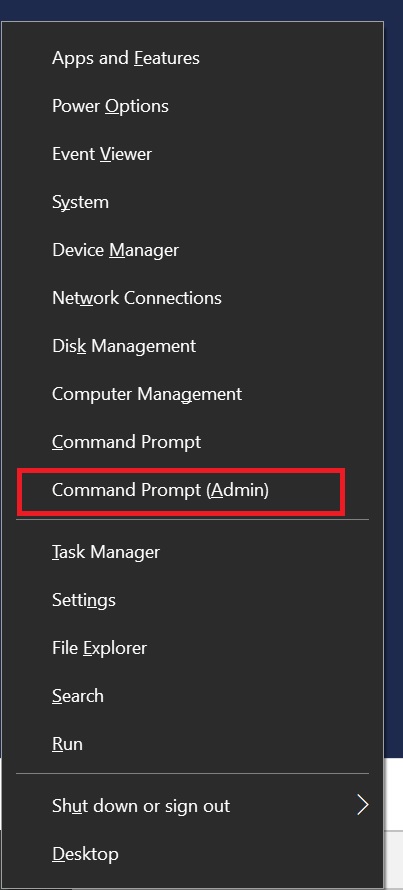 Apps and Features
Power Options
Event Viewer
System
Device Manager
Network Connections
Disk Management
Computer Management
Command Prompt
Command Prompt (Admin)
Task Manager
Settings
File Explorer
Search
Run
Shut down or sign out
Desktop